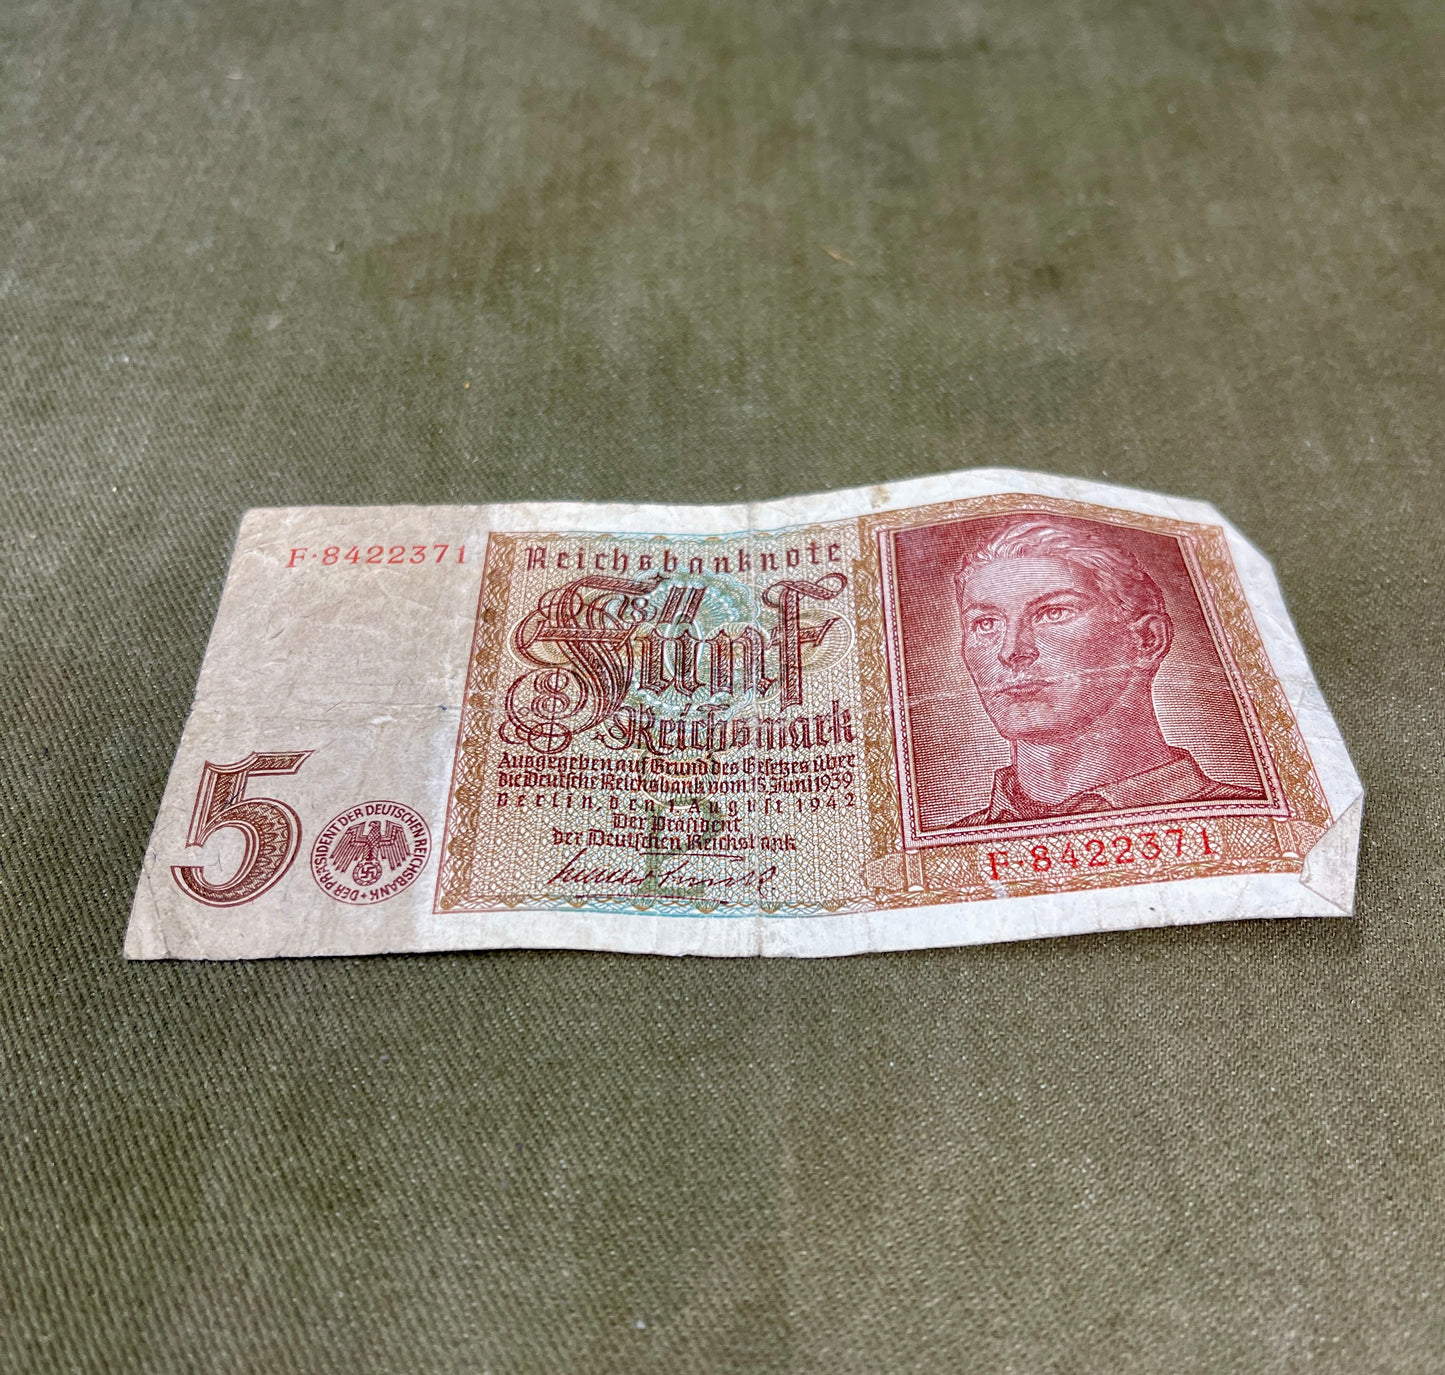 F·8422371
Reichsbanknote
Fünf
Reichsmark
Ausgegeben auf Grund des Gesetzes über
die Deutsche Reichsbank vom 15. Juni 1939
Berlin, den 1. August 1942
Der Präsident
der Deutschen Reichsbank
5
DER PRÄSIDENT DER DEUTSCHEN REICHSBANK
F·8422371